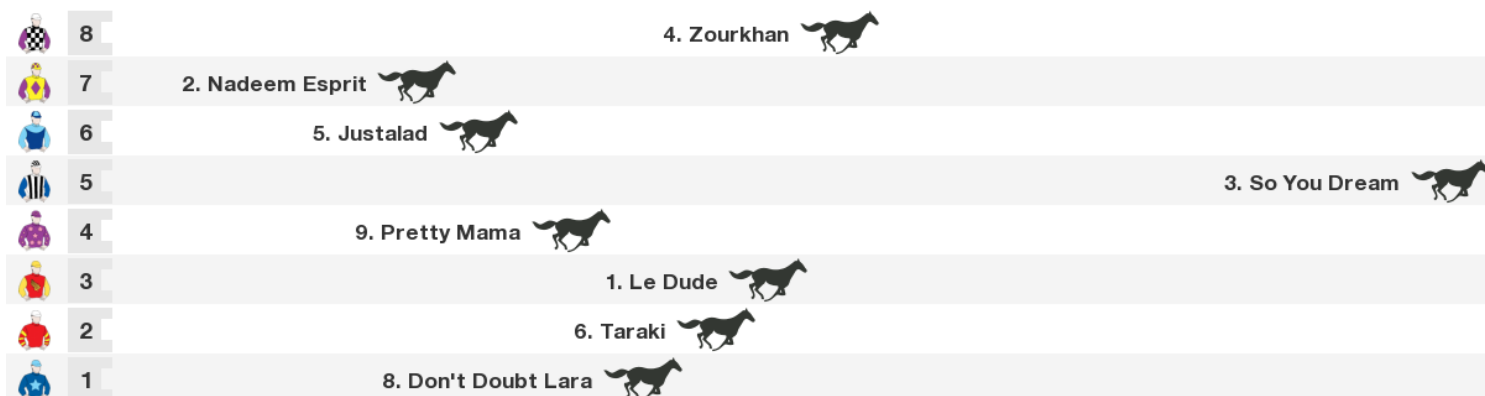 8 4. Zourkhan
7 2. Nadeem Esprit
6 5. Justalad
5 3. So You Dream
4 9. Pretty Mama
3 1. Le Dude
2 6. Taraki
1 8. Don't Doubt Lara